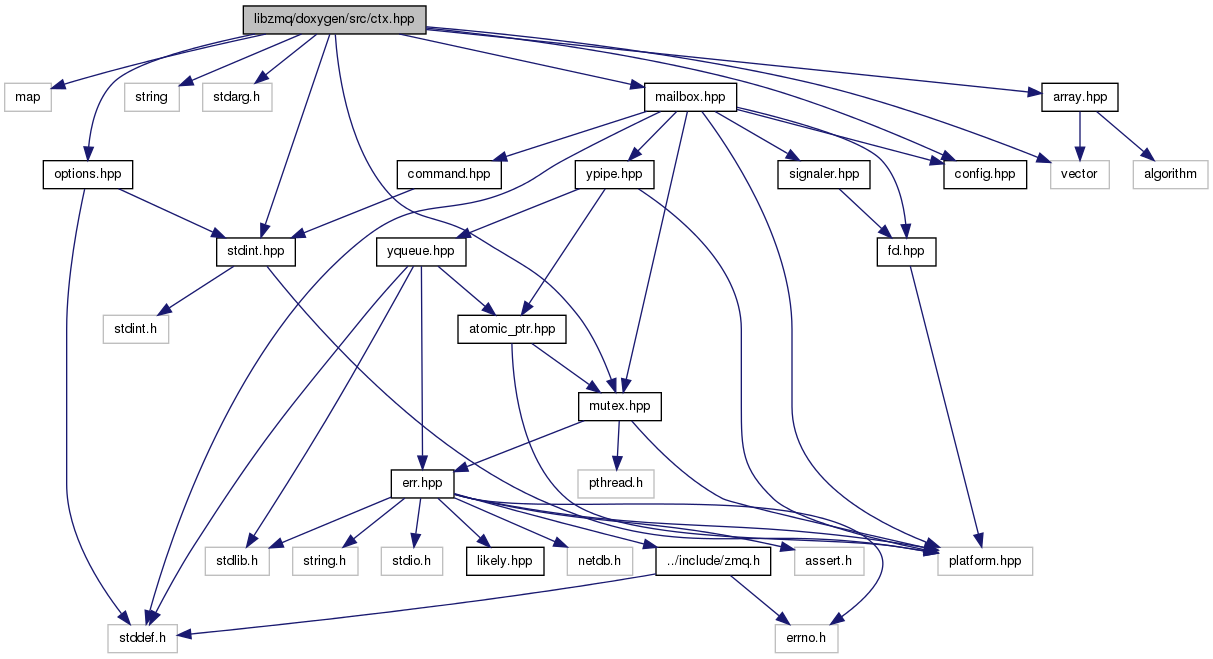 libzmq/doxygen/src/ctx.hpp
map
string
stdarg.h
mailbox.hpp
array.hpp
options.hpp
command.hpp
ypipe.hpp
signaler.hpp
config.hpp
vector
algorithm
stdint.hpp
yqueue.hpp
fd.hpp
stdint.h
atomic_ptr.hpp
mutex.hpp
err.hpp
pthread.h
stdlib.h
string.h
stdio.h
likely.hpp
netdb.h
../include/zmq.h
assert.h
platform.hpp
stddef.h
errno.h